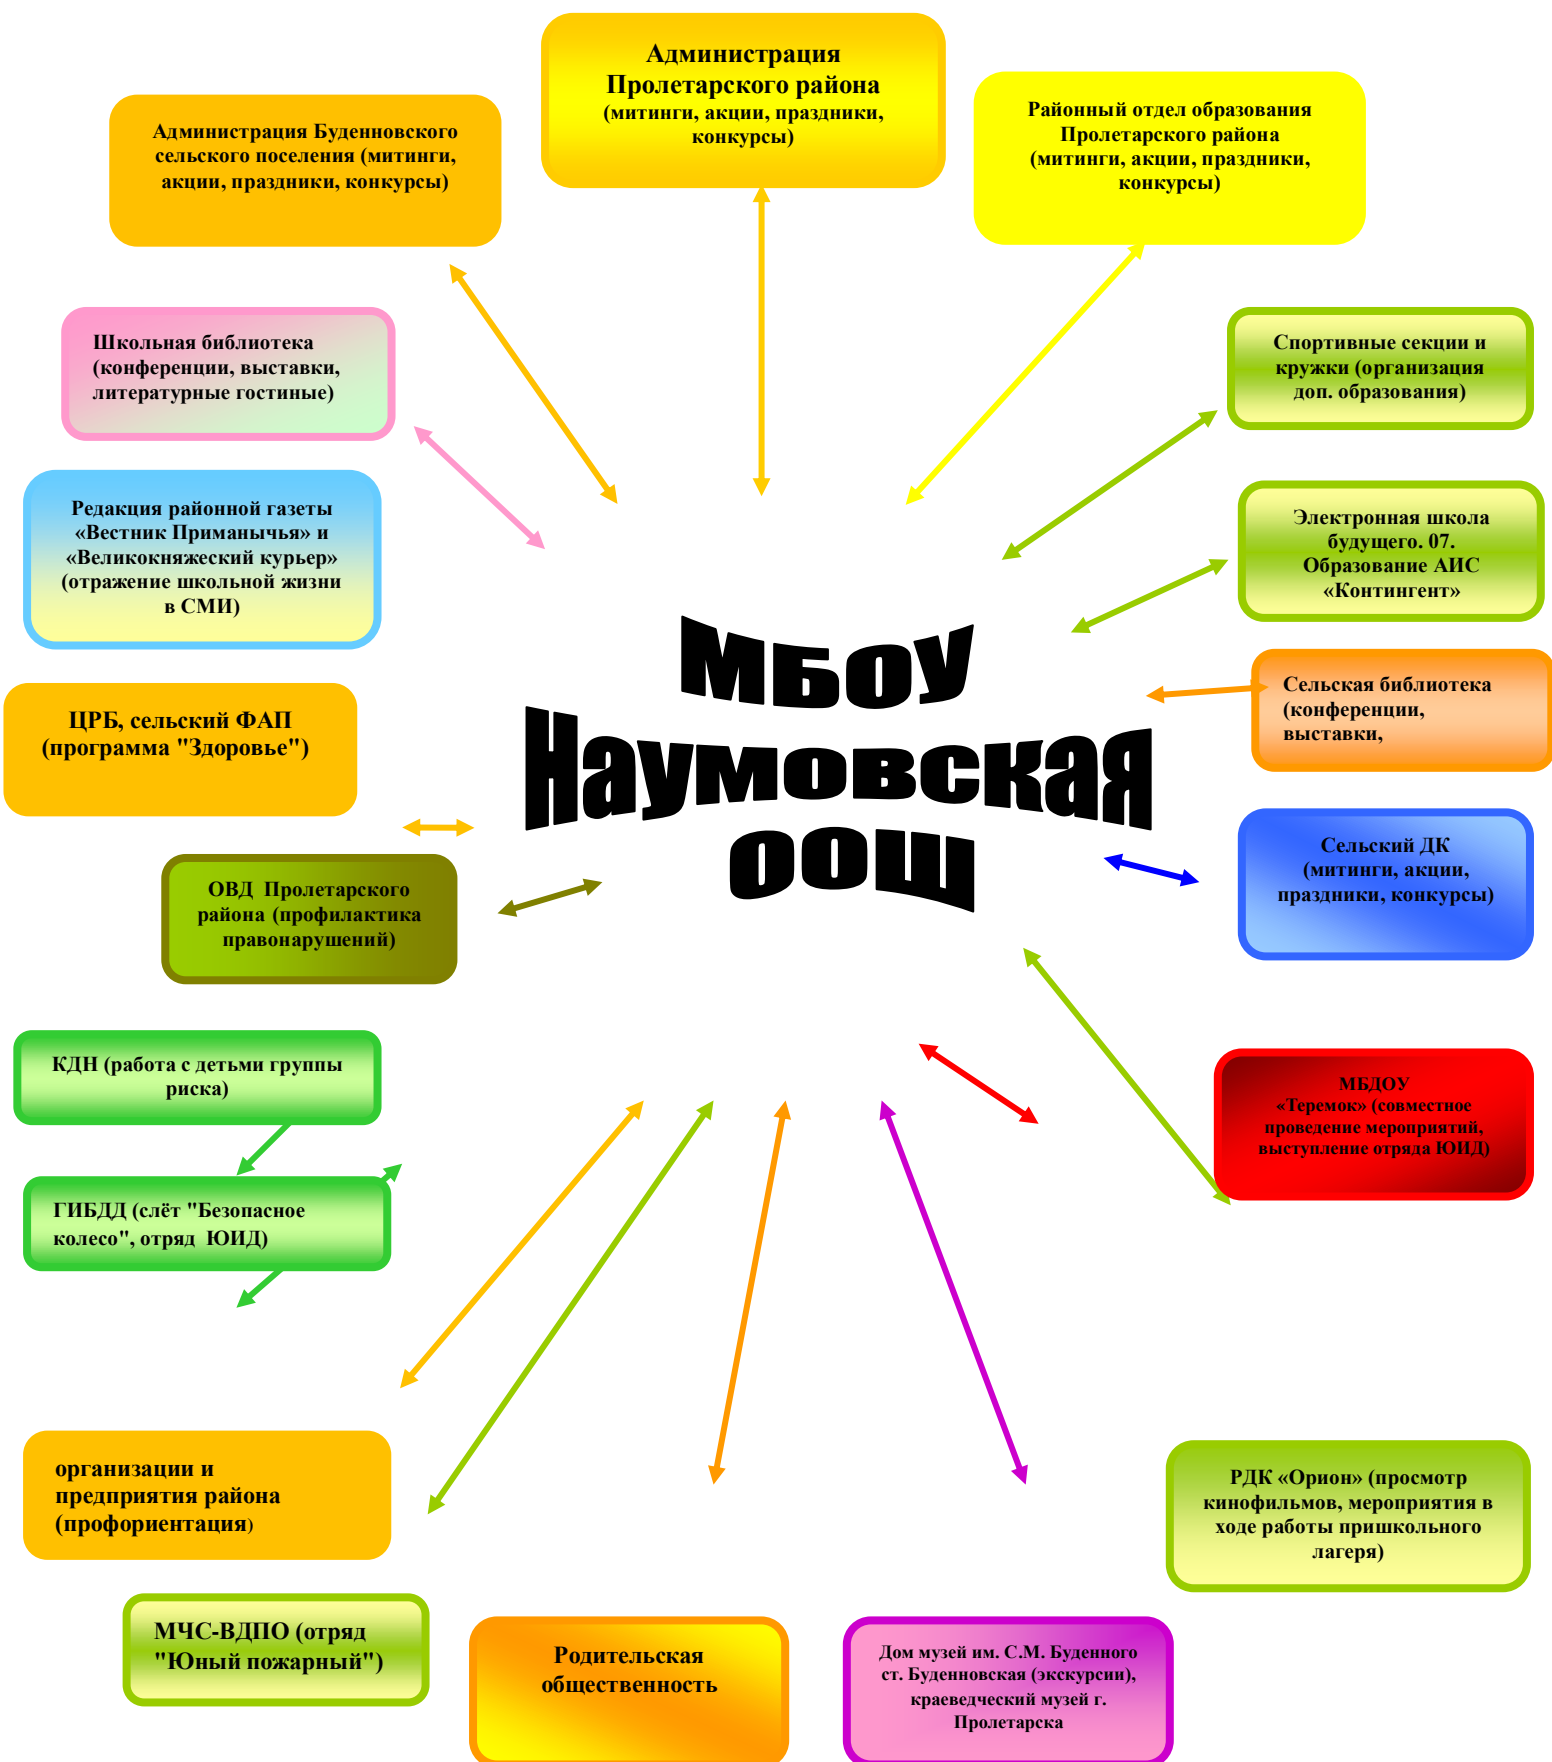 Администрация
Пролетарского района
(митинги, акции, праздники,
конкурсы)
Администрация Буденновского
сельского поселения (митинги,
акции, праздники, конкурсы)
Районный отдел образования
Пролетарского района
(митинги, акции, праздники,
конкурсы)
Школьная библиотека
(конференции, выставки,
литературные гостиные)
Спортивные секции и
кружки (организация
доп. образования)
Редакция районной газеты
«Вестник Приманычья» и
«Великокняжеский курьер»
(отражение школьной жизни
в СМИ)
Электронная школа
будущего. 07.
Образование АИС
«Контингент»
МБОУ
Наумовская
ООШ
ЦРБ, сельский ФАП
(программа "Здоровье")
Сельская библиотека
(конференции,
выставки,
ОВД Пролетарского
района (профилактика
правонарушений)
Сельский ДК
(митинги, акции,
праздники, конкурсы)
КДН (работа с детьми группы
риска)
МБДОУ
«Теремок» (совместное
проведение мероприятий,
выступление отряда ЮИД)
ГИБДД (слёт "Безопасное
колесо", отряд ЮИД)
организации и
предприятия района
(профориентация)
РДК «Орион» (просмотр
кинофильмов, мероприятия в
ходе работы пришкольного
лагеря)
МЧС-ВДПО (отряд
"Юный пожарный")
Родительская
общественность
Дом музей им. С.М. Буденного
ст. Буденновская (экскурсии),
краеведческий музей г.
Пролетарска